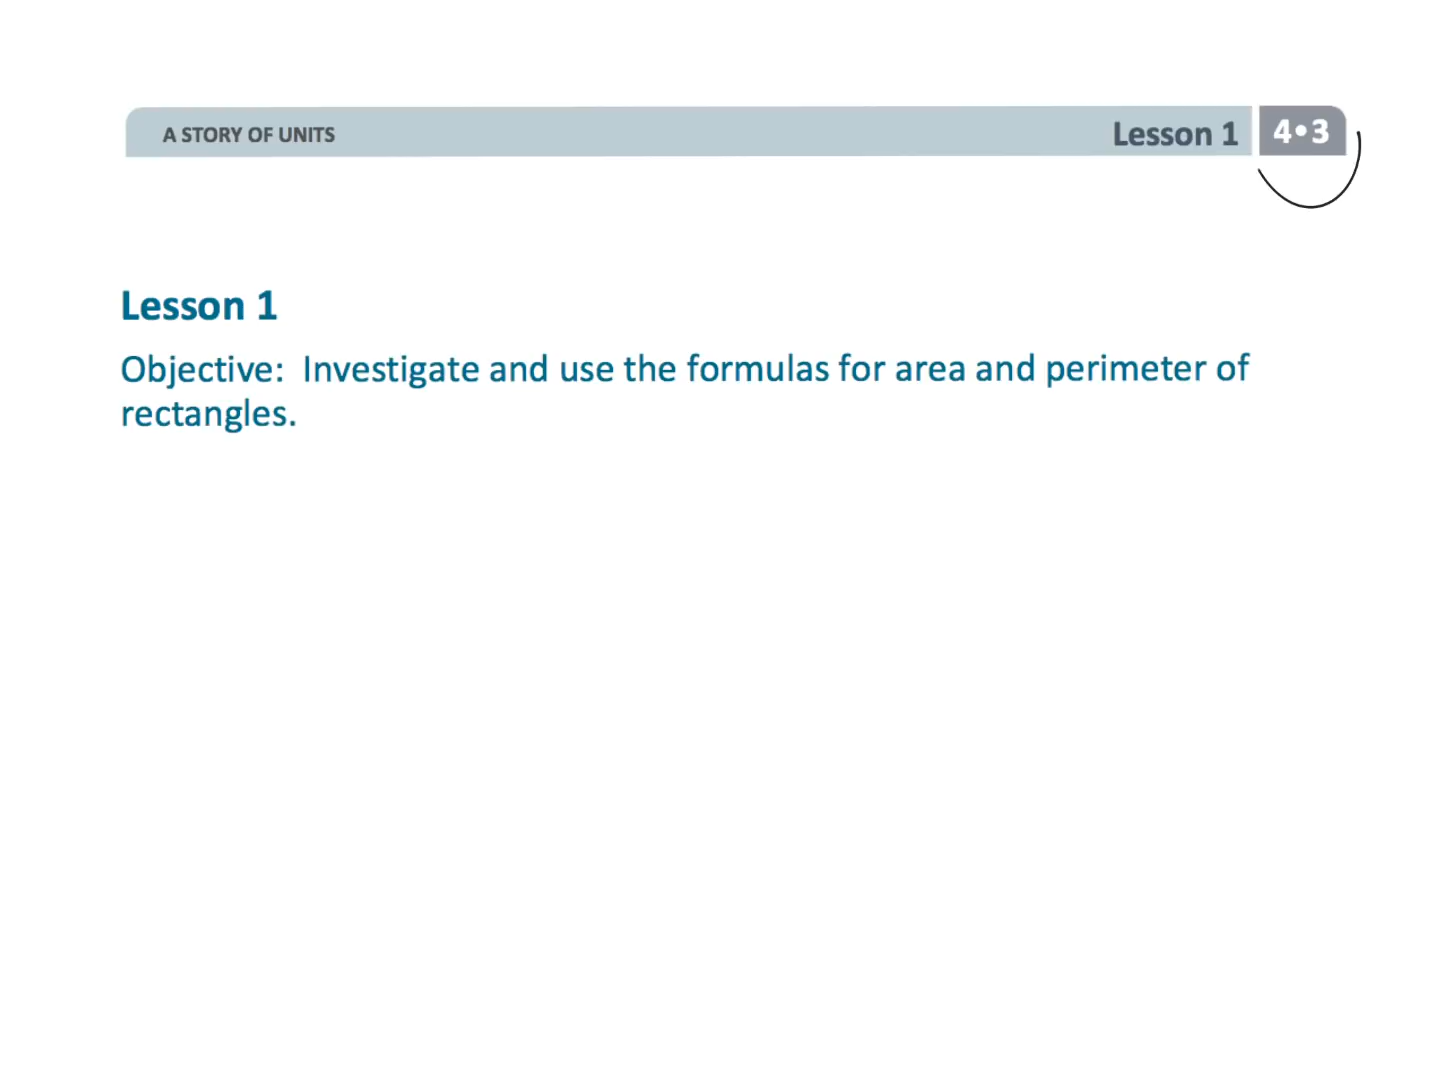 A STORY OF UNITS
Lesson 1
4•3
Lesson 1
Objective: Investigate and use the formulas for area and perimeter of
rectangles.